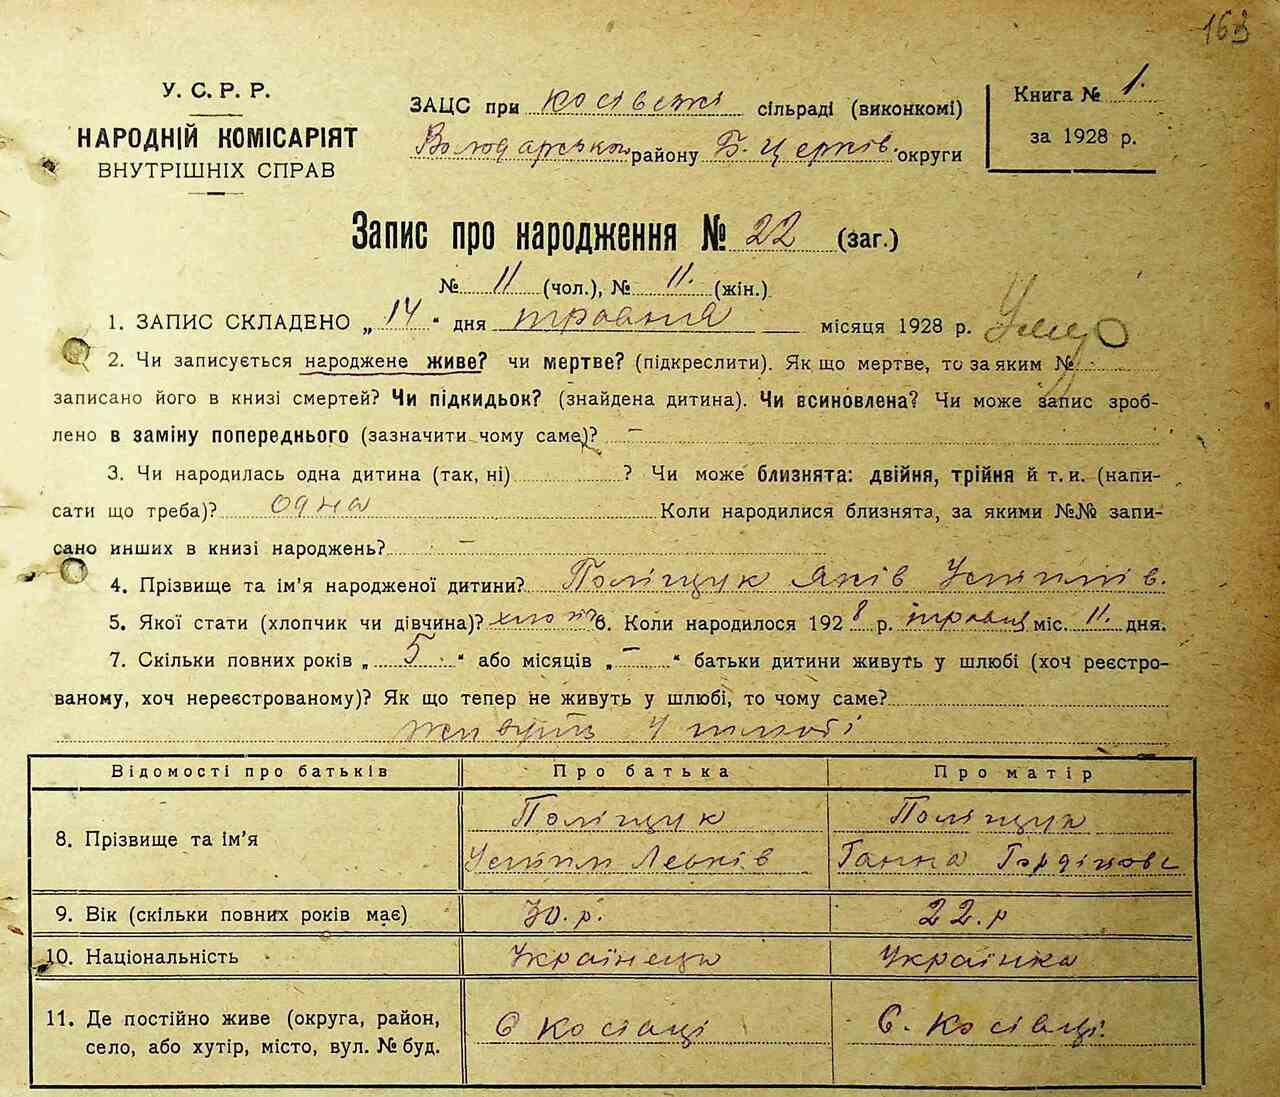 163
У. С. Р. Р.
НАРОДНІЙ КОМІСАРІЯТ
ВНУТРІШНІХ СПРАВ
ЗАЦС при сільраді (виконкомі)
Володарськом району Б. Церків. округи
Книга № 1.
за 1928 р.
Запис про народження № 22 (заг.)
№ 11 (чол.), № 11. (жін.)
1. ЗАПИС СКЛАДЕНО „ 14 “ дня травня місяця 1928 р.
2. Чи записується народжене живе? чи мертве? (підкреслити). Як що мертве, то за яким №
записано його в книзі смертей? Чи підкидьок? (знайдена дитина). Чи всиновлена? Чи може запис зроб-
лено в заміну попереднього (зазначити чому саме)? —
3. Чи народилась одна дитина (так, ні) ? Чи може близнята: двійня, трійня й т. и. (напи-
сати що треба)? одна Коли народилися близнята, за якими №№ запи-
сано инших в книзі народжень? —
4. Прізвище та ім’я народженої дитини? Поліщук Яків Устимів.
5. Якої стати (хлопчик чи дівчина)? 6. Коли народилося 1928 р. травня міс. 11. дня.
7. Скільки повних років „ 5 “ або місяців „ — “ батьки дитини живуть у шлюбі (хоч реєстро-
ваному, хоч нереєстрованому)? Як що тепер не живуть у шлюбі, то чому саме?
живуть у шлюбі
Відомості про батьків Про батька Про матір
8. Прізвище та ім’я
Поліщук Поліщук
Устим Леьків Ганна Гордіїова
9. Вік (скільки повних років має) 30. р. 22. р
10. Національність Українець Українка
11. Де постійно живе (округа, район,
село, або хутір, місто, вул. № буд.
с Косівці с. Косівці.